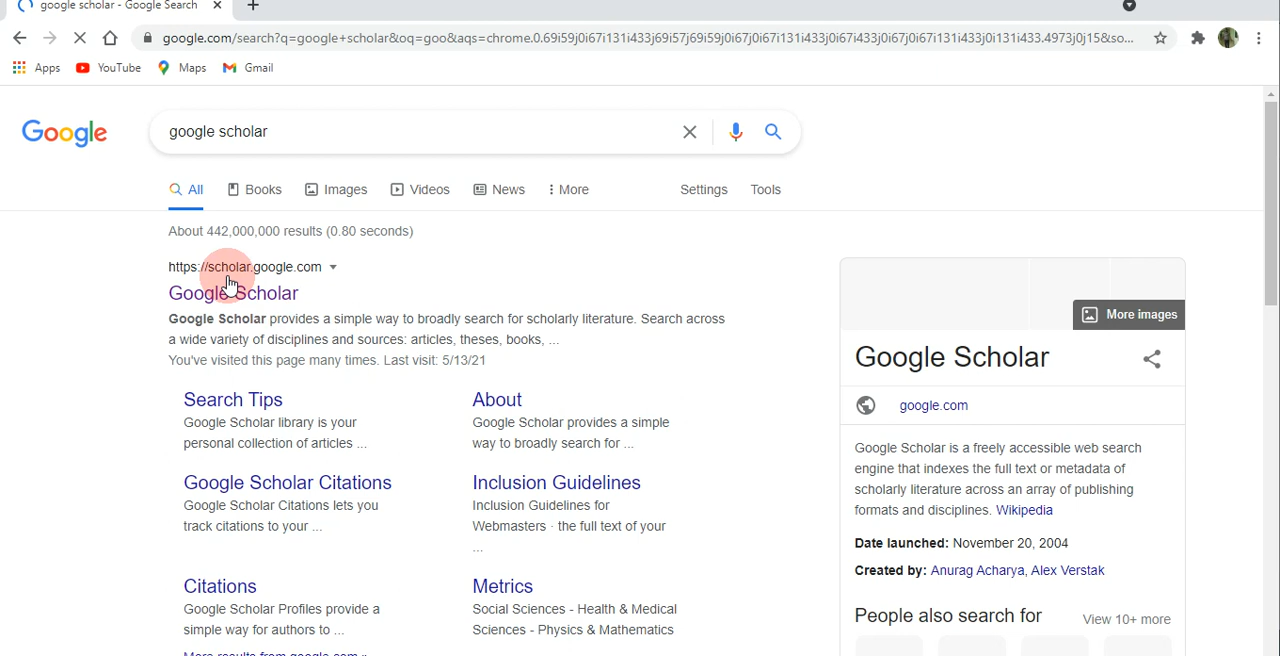 google scholar - Google Search
google.com/search?q=google+scholar&oq=goo&aqs=chrome.0.69i59j0i67i131i433j69i57j69i59j0i67j0i67i131i433j0i67i433j0i67j0i67i131i433j0i131i433.4973j0j15&so...
Apps YouTube Maps Gmail
Google
google scholar
All Books Images Videos News More Settings Tools
About 442,000,000 results (0.80 seconds)
https://scholar.google.com
Google Scholar
Google Scholar provides a simple way to broadly search for scholarly literature. Search across
a wide variety of disciplines and sources: articles, theses, books, ...
You've visited this page many times. Last visit: 5/13/21
Search Tips
Google Scholar library is your
personal collection of articles ...
About
Google Scholar provides a simple
way to broadly search for ...
Google Scholar Citations
Google Scholar Citations lets you
track citations to your ...
Inclusion Guidelines
Inclusion Guidelines for
Webmasters · the full text of your
...
Citations
Google Scholar Profiles provide a
simple way for authors to ...
Metrics
Social Sciences - Health & Medical
Sciences - Physics & Mathematics
More results from google.com »
More images
Google Scholar
google.com
Google Scholar is a freely accessible web search
engine that indexes the full text or metadata of
scholarly literature across an array of publishing
formats and disciplines. Wikipedia
Date launched: November 20, 2004
Created by: Anurag Acharya, Alex Verstak
People also search for
View 10+ more